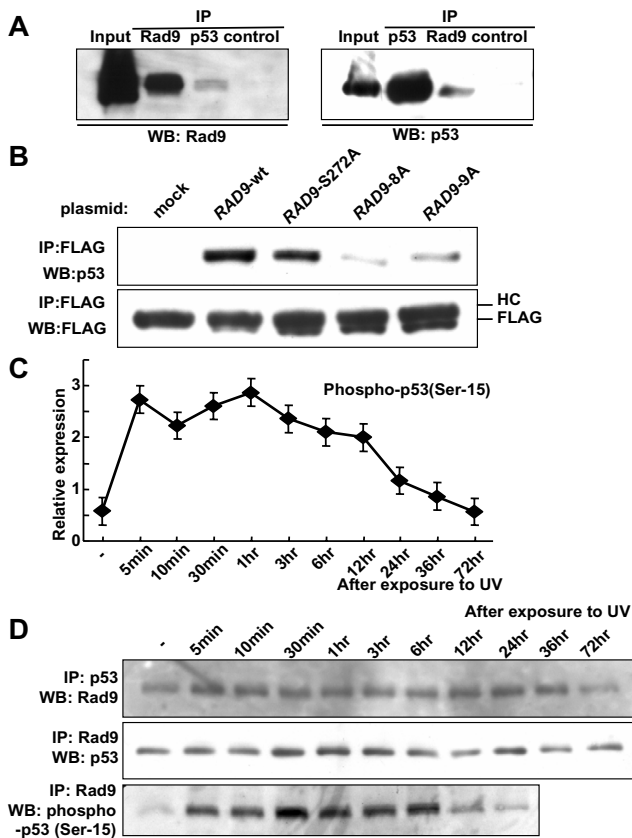 A
IP
Input Rad9 p53 control
WB: Rad9
IP
Input p53 Rad9 control
WB: p53
B
plasmid: mock RAD9-wt RAD9-S272A RAD9-8A RAD9-9A
IP:FLAG
WB:p53
IP:FLAG
WB:FLAG
HC
FLAG
C
Phospho-p53(Ser-15)
Relative expression
3
2
1
0
- 5min 10min 30min 1hr 3hr 6hr 12hr 24hr 36hr 72hr
After exposure to UV
D
After exposure to UV
- 5min 10min 30min 1hr 3hr 6hr 12hr 24hr 36hr 72hr
IP: p53
WB: Rad9
IP: Rad9
WB: p53
IP: Rad9
WB: phospho
-p53 (Ser-15)